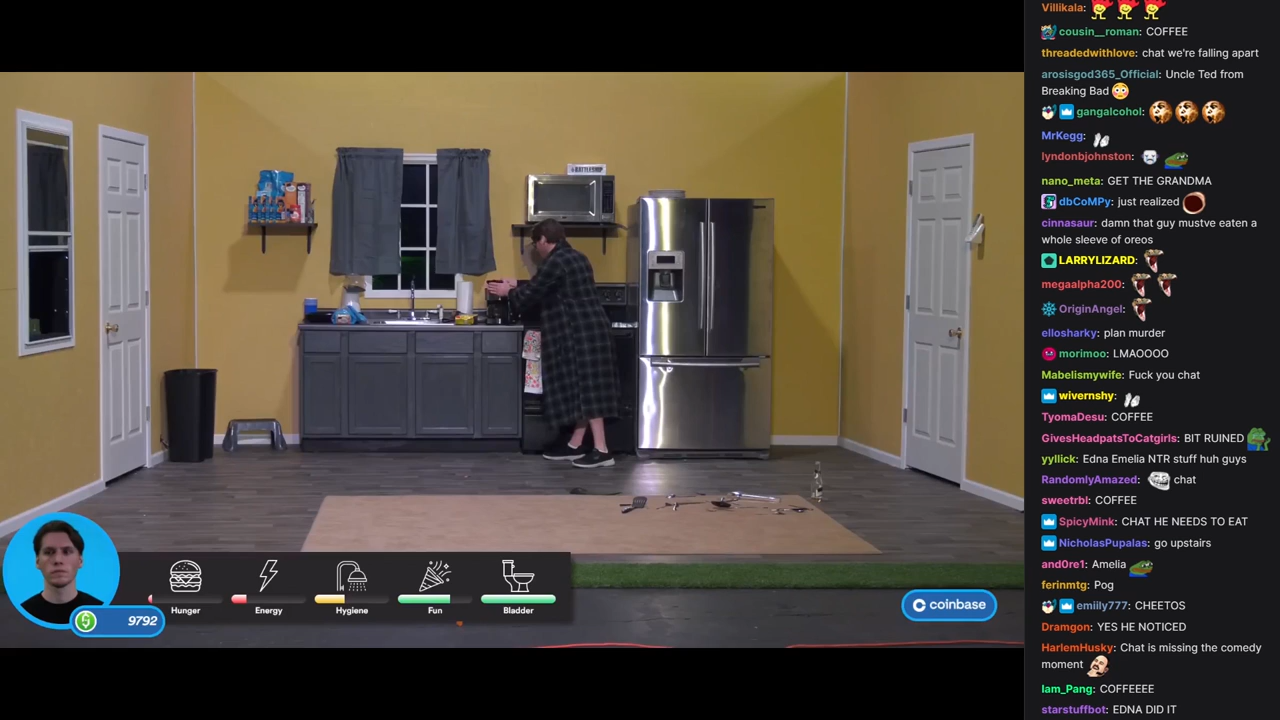 Villikala:
cousin__roman: COFFEE
threadedwithlove: chat we're falling apart
arosisgod365_Official: Uncle Ted from
Breaking Bad
gangalcohol:
MrKegg:
lyndonbjohnston:
nano_meta: GET THE GRANDMA
dbCoMPy: just realized
cinnasaur: damn that guy mustve eaten a
whole sleeve of oreos
LARRYLIZARD:
megaalpha200:
OriginAngel:
ellosharky: plan murder
morimoo: LMAOOOO
Mabelismywife: Fuck you chat
wivernshy:
TyomaDesu: COFFEE
GivesHeadpatsToCatgirls: BIT RUINED
yyllick: Edna Emelia NTR stuff huh guys
RandomlyAmazed: chat
sweetrbl: COFFEE
SpicyMink: CHAT HE NEEDS TO EAT
NicholasPupalas: go upstairs
and0re1: Amelia
ferinmtg: Pog
emiily777: CHEETOS
Dramgon: YES HE NOTICED
HarlemHusky: Chat is missing the comedy
moment
Iam_Pang: COFFEEEE
starstuffbot: EDNA DID IT
BATTLESHIP
Hunger
Energy
Hygiene
Fun
Bladder
9792
coinbase